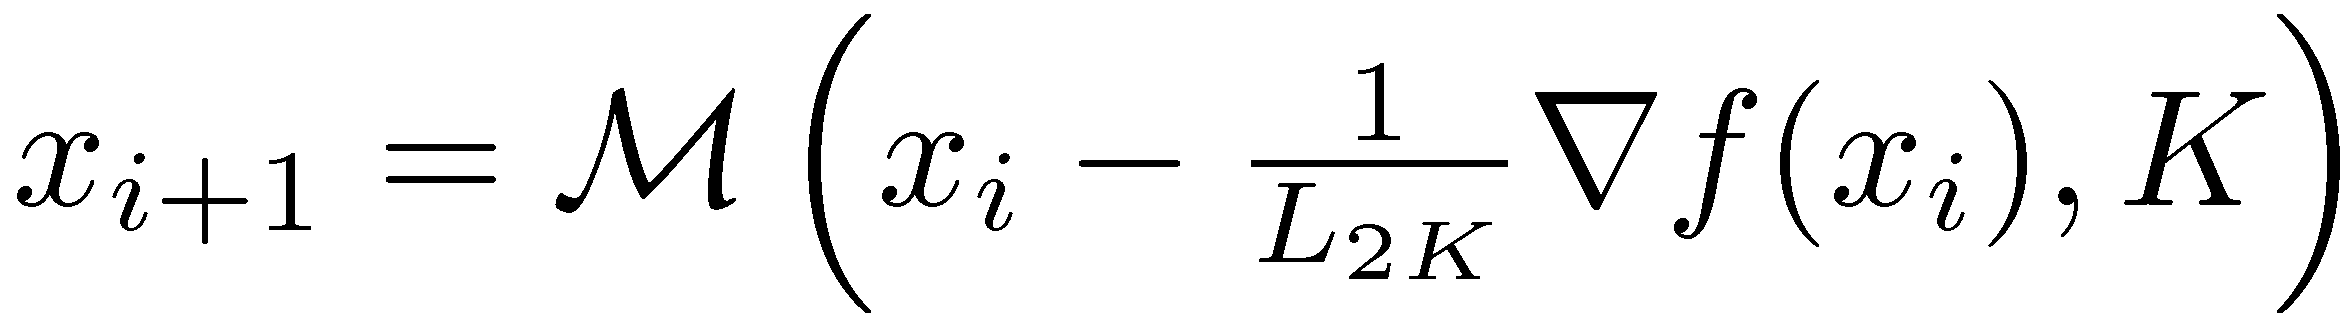 x_{i+1} = \mathcal{M}\left(x_i - \frac{1}{L_{2K}} \nabla f(x_i), K\right)